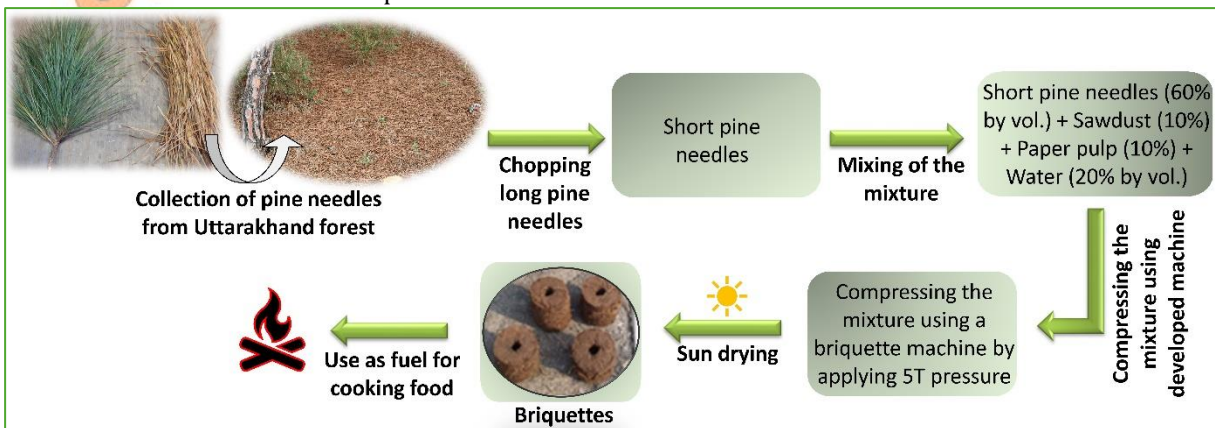 Collection of pine needles
from Uttarakhand forest
Chopping
long pine
needles
Short pine
needles
Mixing of the
mixture
Short pine needles (60%
by vol.) + Sawdust (10%)
+ Paper pulp (10%) +
Water (20% by vol.)
Compressing the
mixture using
developed machine
Compressing the
mixture using a
briquette machine by
applying 5T pressure
Sun drying
Briquettes
Use as fuel for
cooking food